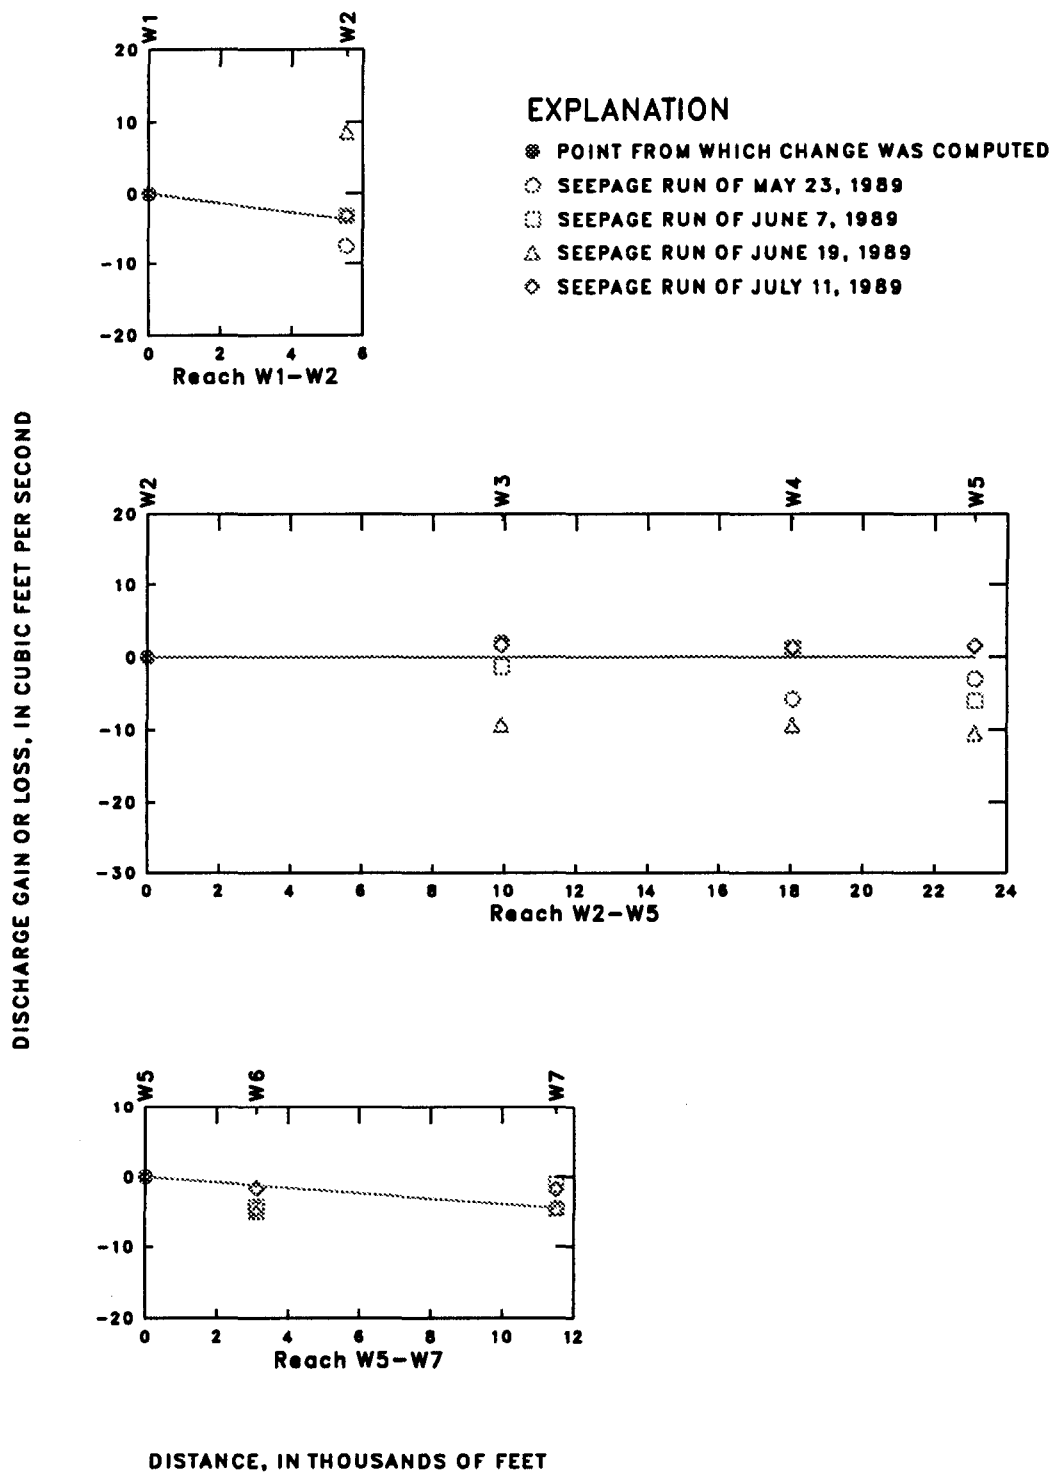 W1 W2
20
10
0
-10
-20
0 2 4 6
Reach W1-W2
EXPLANATION
POINT FROM WHICH CHANGE WAS COMPUTED
SEEPAGE RUN OF MAY 23, 1989
SEEPAGE RUN OF JUNE 7, 1989
SEEPAGE RUN OF JUNE 19, 1989
SEEPAGE RUN OF JULY 11, 1989
DISCHARGE GAIN OR LOSS, IN CUBIC FEET PER SECOND
W2 W3 W4 W5
20
10
0
-10
-20
-30
0 2 4 6 8 10 12 14 16 18 20 22 24
Reach W2-W5
W5 W6 W7
10
0
-10
-20
0 2 4 6 8 10 12
Reach W5-W7
DISTANCE, IN THOUSANDS OF FEET